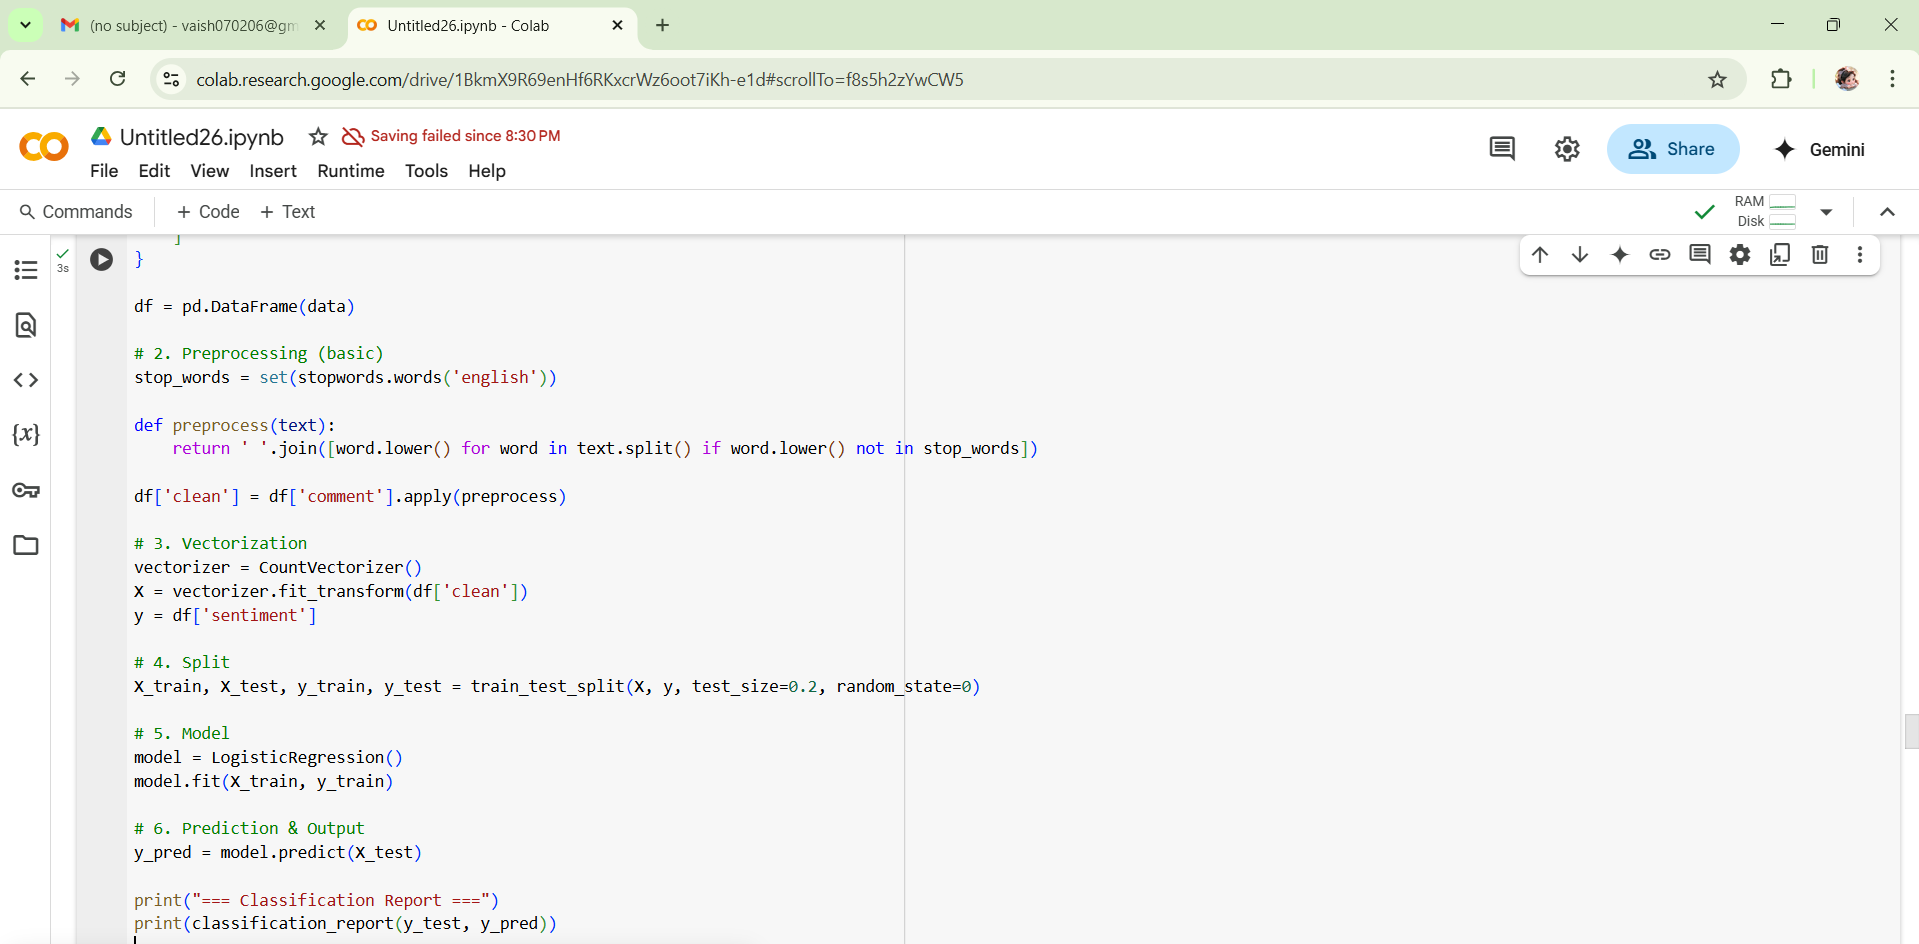 (no subject) - vaish070206@gm
Untitled26.ipynb - Colab
colab.research.google.com/drive/1BkmX9R69enHf6RKxcrWz6oot7iKh-e1d#scrollTo=f8s5h2zYwCW5
CO
Untitled26.ipynb
Saving failed since 8:30 PM
File Edit View Insert Runtime Tools Help
Share
Gemini
Commands
+ Code
+ Text
RAM
Disk
3s
]
}
df = pd.DataFrame(data)
# 2. Preprocessing (basic)
stop_words = set(stopwords.words('english'))
def preprocess(text):
return ' '.join([word.lower() for word in text.split() if word.lower() not in stop_words])
df['clean'] = df['comment'].apply(preprocess)
# 3. Vectorization
vectorizer = CountVectorizer()
X = vectorizer.fit_transform(df['clean'])
y = df['sentiment']
# 4. Split
X_train, X_test, y_train, y_test = train_test_split(X, y, test_size=0.2, random_state=0)
# 5. Model
model = LogisticRegression()
model.fit(X_train, y_train)
# 6. Prediction & Output
y_pred = model.predict(X_test)
print("=== Classification Report ===")
print(classification_report(y_test, y_pred))